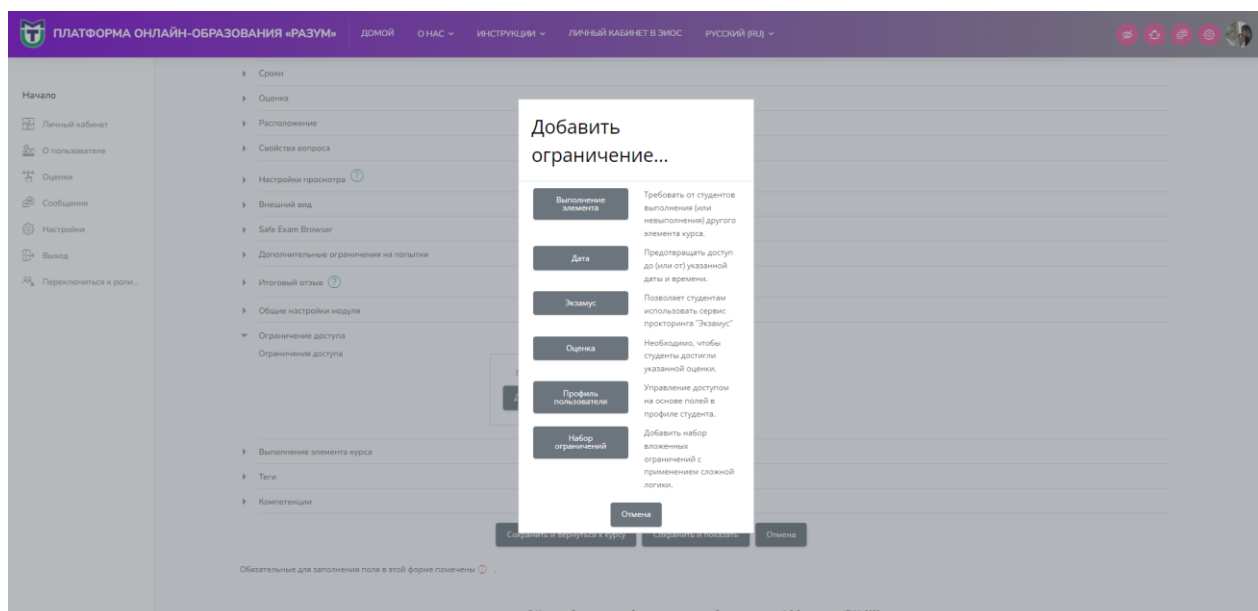 ПЛАТФОРМА ОНЛАЙН-ОБРАЗОВАНИЯ «РАЗУМ»
ДОМОЙ
О НАС
ИНСТРУКЦИИ
ЛИЧНЫЙ КАБИНЕТ В ЭИОС
РУССКИЙ (RU)
Начало
Личный кабинет
О пользователе
Оценки
Сообщения
Настройки
Выход
Переключиться к роли...
Сроки
Оценка
Расположение
Свойства вопроса
Настройки просмотра
Внешний вид
Safe Exam Browser
Дополнительные ограничения на попытки
Итоговый отзыв
Общие настройки модуля
Ограничение доступа
Ограничения доступа
Выполнение элемента курса
Теги
Компетенции
Добавить
ограничение...
Выполнение
элемента
Требовать от студентов
выполнения (или
невыполнения) другого
элемента курса.
Дата
Предотвращать доступ
до (или от) указанной
даты и времени.
Экзамус
Позволяет студентам
использовать сервис
прокторинга "Экзамус"
Оценка
Необходимо, чтобы
студенты достигли
указанной оценки.
Профиль
пользователя
Управление доступом
на основе полей в
профиле студента.
Набор
ограничений
Добавить набор
вложенных
ограничений с
применением сложной
логики.
Отмена
Сохранить и вернуться к курсу
Сохранить и показать
Отмена
Обязательные для заполнения поля в этой форме помечены .